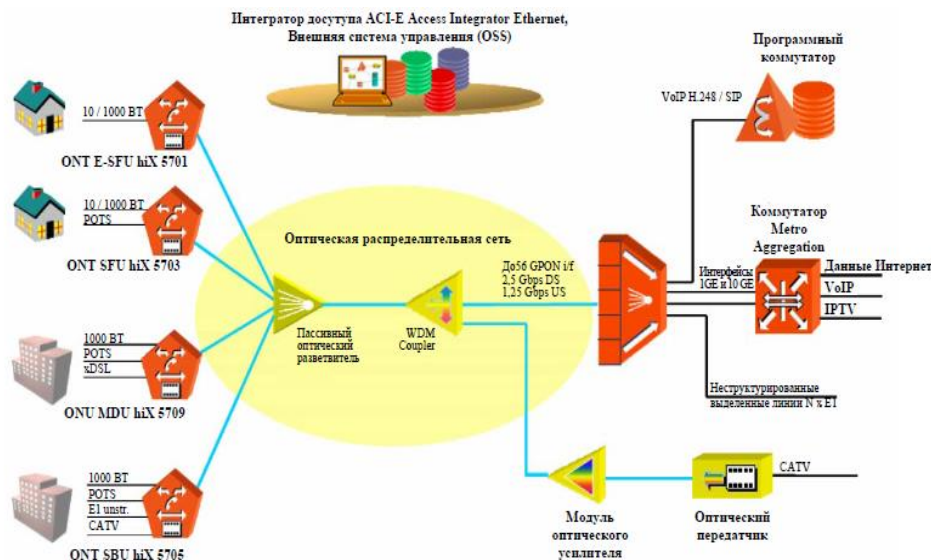 Интегратор досутупа ACI-E Access Integrator Ethernet,
Внешняя система управления (OSS)
Программный
коммутатор
VoIP H.248 / SIP
10 / 1000 BT
ONT E-SFU hiX 5701
10 / 1000 BT
POTS
ONT SFU hiX 5703
Оптическая распределительная сеть
До56 GPON i/f
2,5 Gbps DS
1,25 Gbps US
Коммутатор
Metro
Aggregation
Интерфейсы
1GE и 10 GE
Данные Интернет
VoIP
IPTV
Пассивный
оптический
разветвитель
WDM
Coupler
1000 BT
POTS
xDSL
ONU MDU hiX 5709
Неструктурированные
выделенные линии N x E1
1000 BT
POTS
E1 unstr.
CATV
ONT SBU hiX 5705
CATV
Модуль
оптического
усилителя
Оптический
передатчик